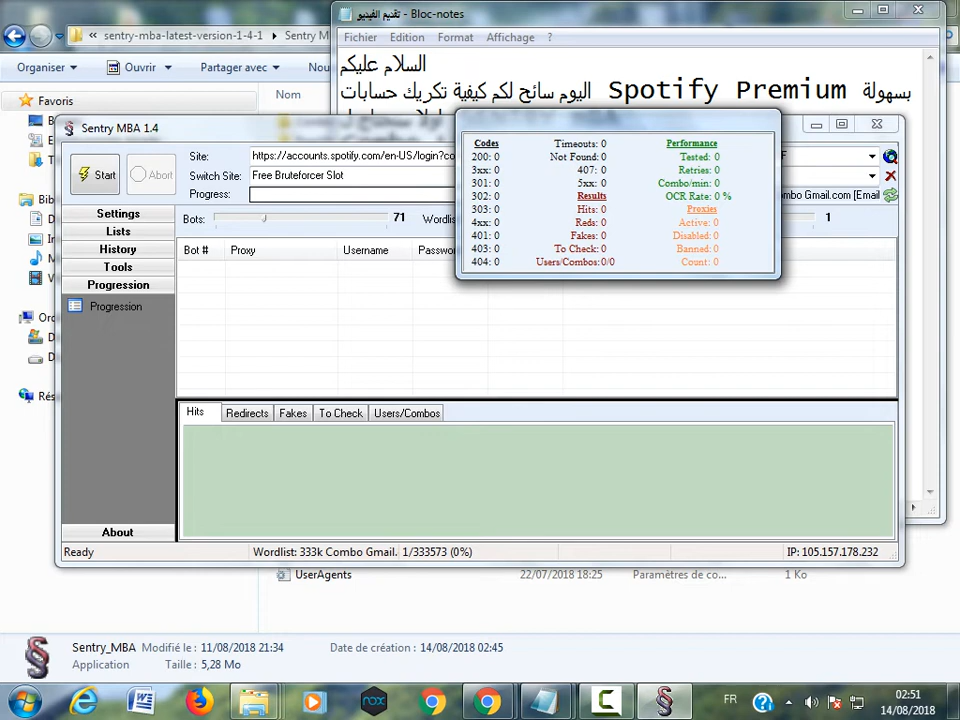 تقديم الفيديو - Bloc-notes
Fichier Edition Format Affichage ?
السلام عليكم
اليوم سائح لكم كيفية تكريك حسابات Spotify Premium بسهولة
sentry-mba-latest-version-1-4-1 Sentry M
Organiser Ouvrir Partager avec Nou
Favoris
Nom
Sentry MBA 1.4
Start Abort
Site: https://accounts.spotify.com/en-US/login?co
Switch Site: Free Bruteforcer Slot
Progress:
ombo Gmail.com [Email
Bots: 71 Wordlis 1
Settings
Lists
History
Tools
Progression
Progression
About
Bot # Proxy Username Passwo
Codes Timeouts: 0 Performance
200: 0 Not Found: 0 Tested: 0
3xx: 0 407: 0 Retries: 0
301: 0 5xx: 0 Combo/min: 0
302: 0 Results OCR Rate: 0 %
303: 0 Hits: 0 Proxies
4xx: 0 Reds: 0 Active: 0
401: 0 Fakes: 0 Disabled: 0
403: 0 To Check: 0 Banned: 0
404: 0 Users/Combos:0/0 Count: 0
Hits Redirects Fakes To Check Users/Combos
Ready Wordlist: 333k Combo Gmail. 1/333573 (0%) IP: 105.157.178.232
UserAgents 22/07/2018 18:25 Paramètres de co... 1 Ko
Sentry_MBA Modifié le : 11/08/2018 21:34 Date de création : 14/08/2018 02:45
Application Taille : 5,28 Mo
FR 02:51
14/08/2018